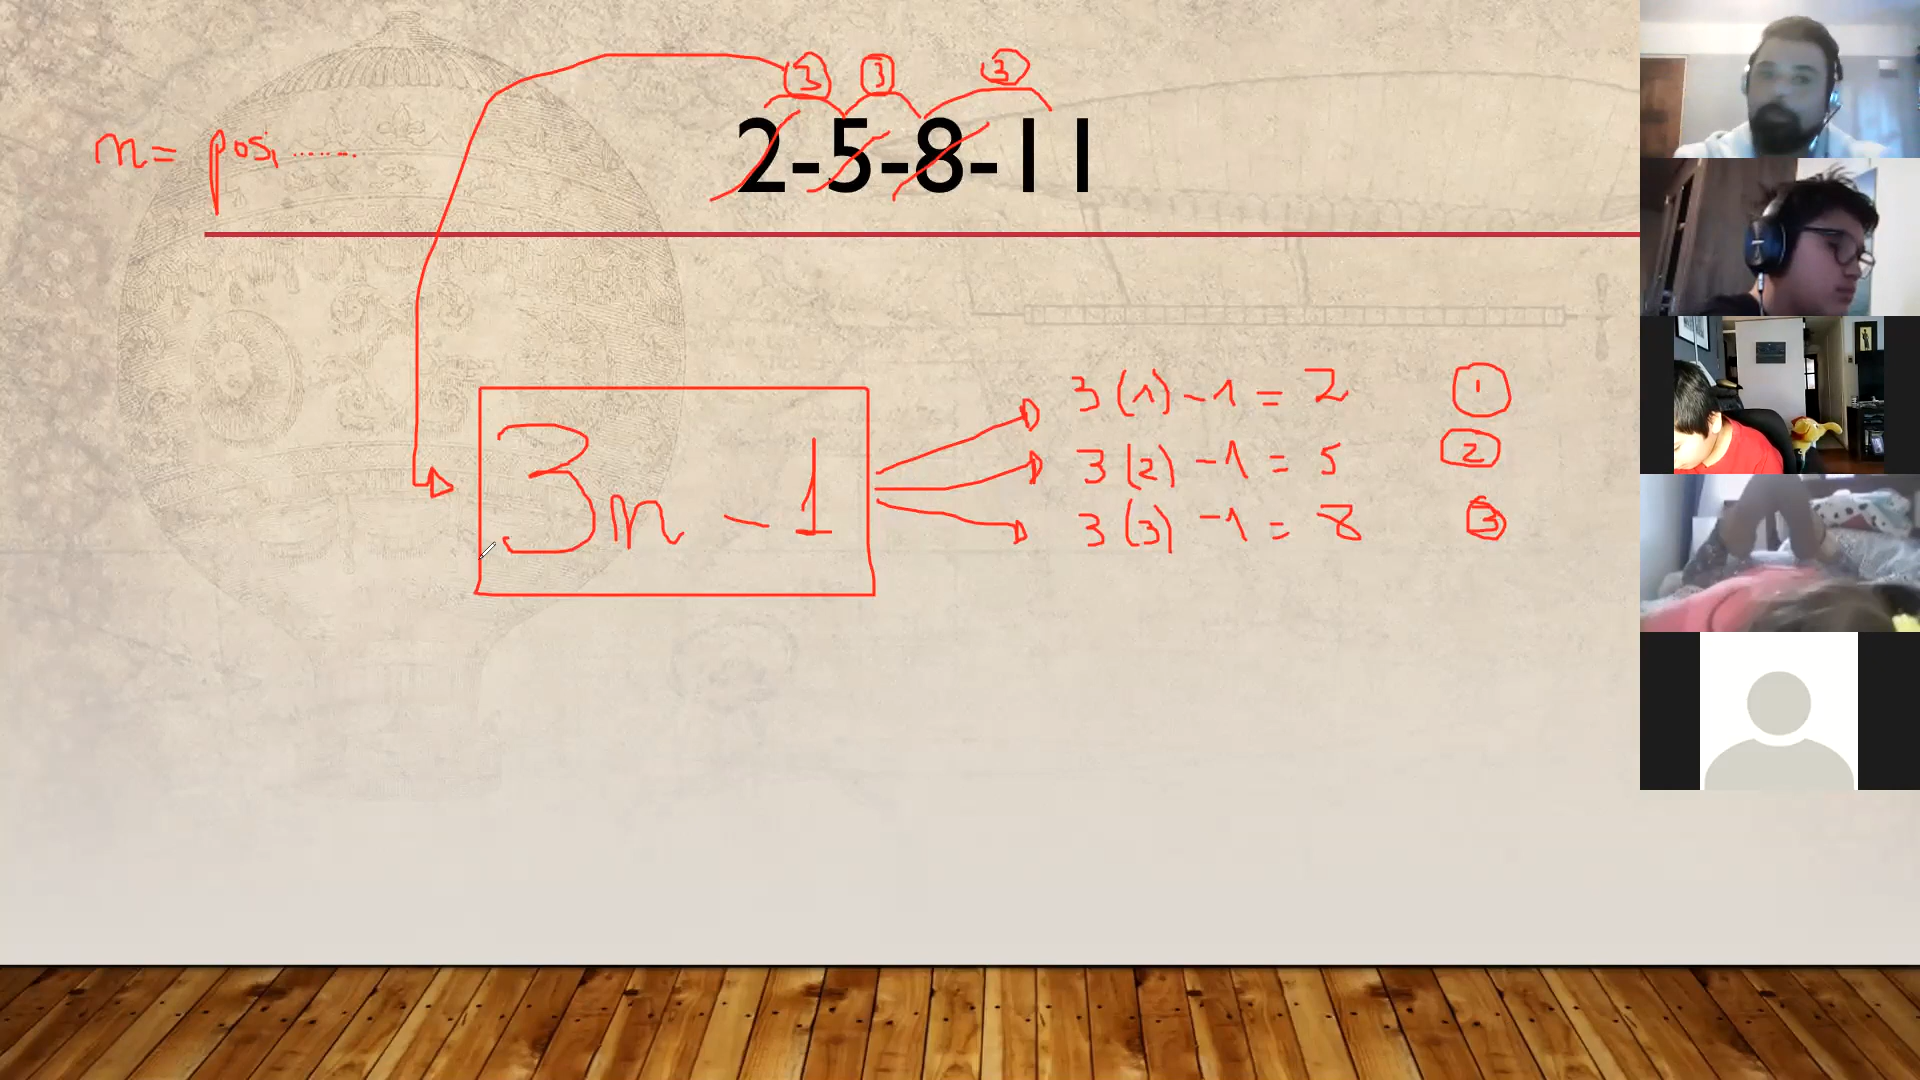 3 3 3
2-5-8-11
n= posi.......
3(1)-1=2 1
3(2)-1=5 2
3n-1
3(3)-1=8 3